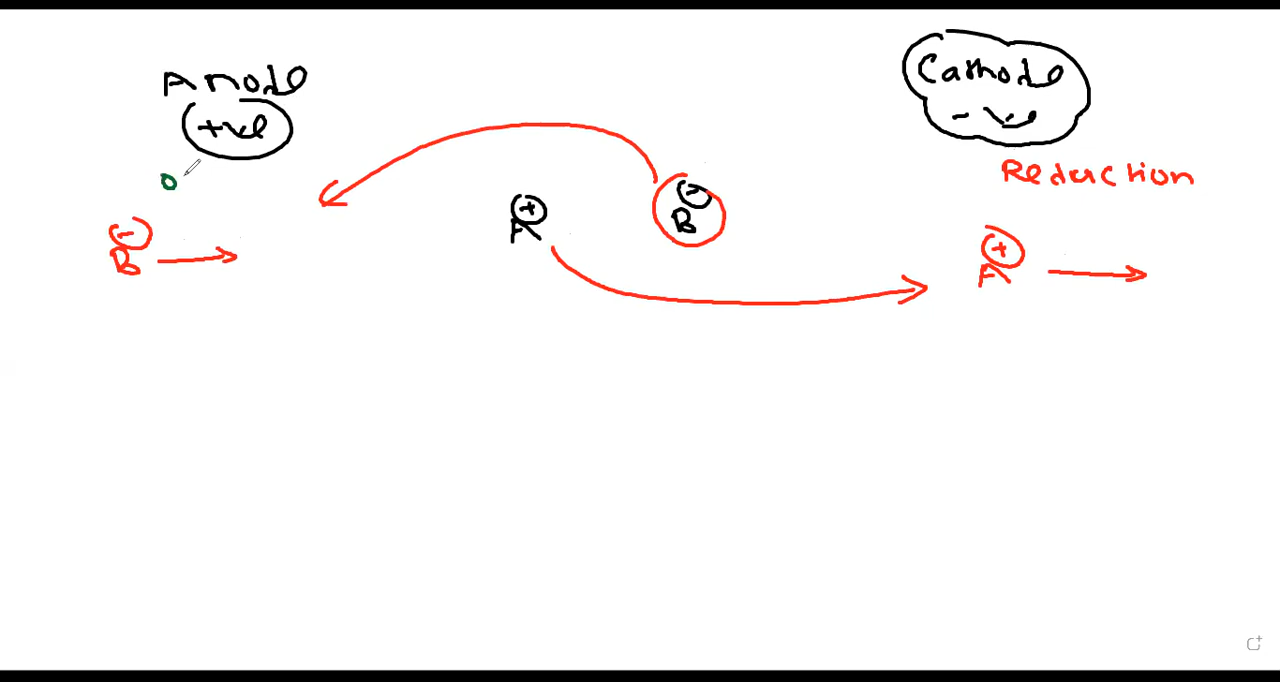 Anode
+ve
Cathode
- ve
Reduction
O
A⊕
B⊖
B⊖ →
A⊕ →